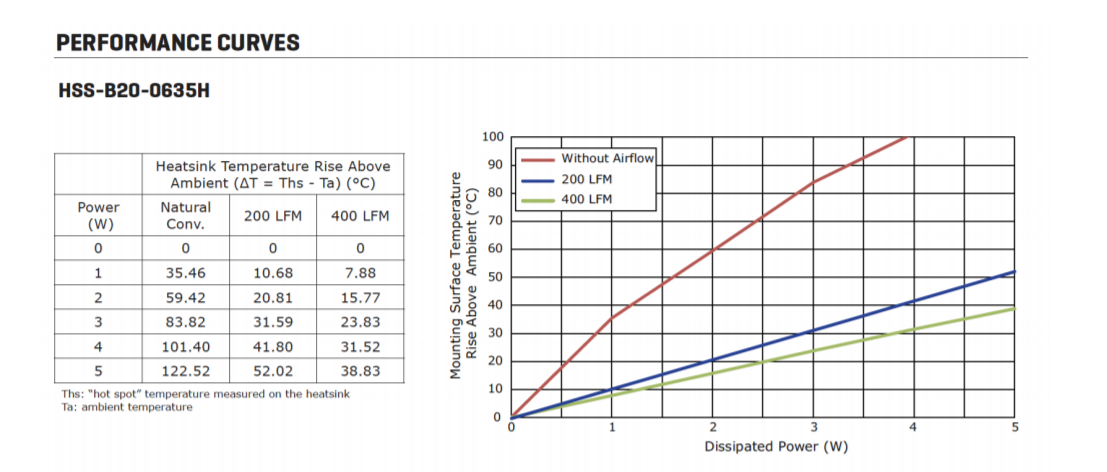 PERFORMANCE CURVES
HSS-B20-0635H
Heatsink Temperature Rise Above
Ambient (ΔT = Ths - Ta) (°C)
Power
(W)
Natural
Conv.
200 LFM
400 LFM
0 0 0 0
1 35.46 10.68 7.88
2 59.42 20.81 15.77
3 83.82 31.59 23.83
4 101.40 41.80 31.52
5 122.52 52.02 38.83
Ths: "hot spot" temperature measured on the heatsink
Ta: ambient temperature
Mounting Surface Temperature
Rise Above Ambient (°C)
100
90
80
70
60
50
40
30
20
10
0
Without Airflow
200 LFM
400 LFM
0 1 2 3 4 5
Dissipated Power (W)